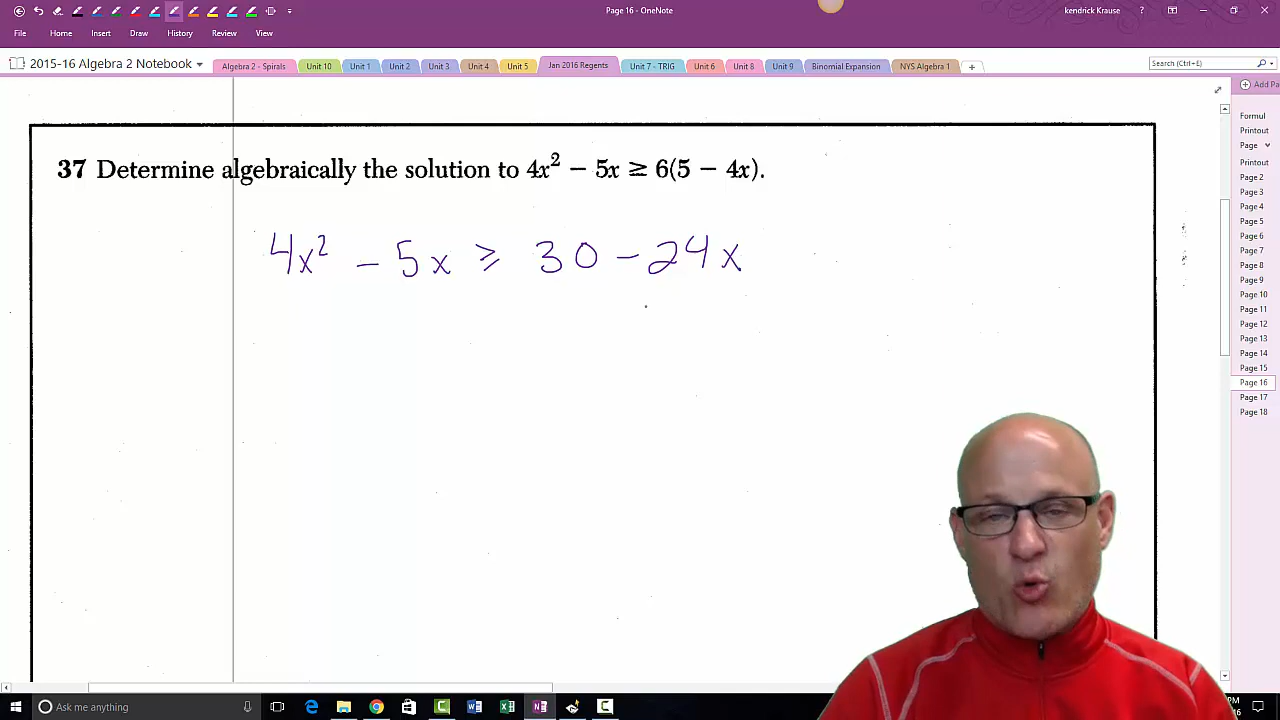 Page 16 - OneNote
kendrick Krause
File Home Insert Draw History Review View
2015-16 Algebra 2 Notebook
Algebra 2 - Spirals Unit 10 Unit 1 Unit 2 Unit 3 Unit 4 Unit 5 Jan 2016 Regents Unit 7 - TRIG Unit 6 Unit 8 Unit 9 Binomial Expansion NYS Algebra 1
Search (Ctrl+E)
Add Pa
37 Determine algebraically the solution to 4x² − 5x ≥ 6(5 − 4x).
4x² − 5x ≥ 30 − 24x
Formul
Printout
Page
Printout
Page 2
Page 3
Page 4
Page 5
Page 6
Page 7
Page 8
Page 9
Page 10
Page 11
Page 12
Page 13
Page 14
Page 15
Page 16
Page 17
Page 18
Ask me anything